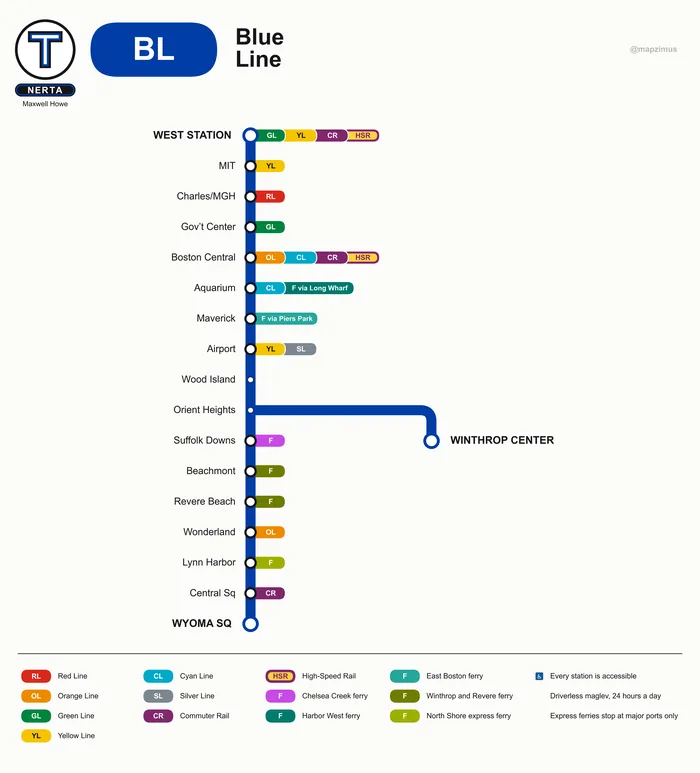 T
NERTA
Maxwell Howe
BL
Blue
Line
@mapzimus
WEST STATION GL YL CR HSR
MIT YL
Charles/MGH RL
Gov't Center GL
Boston Central OL CL CR HSR
Aquarium CL F via Long Wharf
Maverick F via Piers Park
Airport YL SL
Wood Island
Orient Heights
Suffolk Downs F
WINTHROP CENTER
Beachmont F
Revere Beach F
Wonderland OL
Lynn Harbor F
Central Sq CR
WYOMA SQ
RL Red Line CL Cyan Line HSR High-Speed Rail F East Boston ferry Every station is accessible
OL Orange Line SL Silver Line F Chelsea Creek ferry F Winthrop and Revere ferry Driverless maglev, 24 hours a day
GL Green Line CR Commuter Rail F Harbor West ferry F North Shore express ferry Express ferries stop at major ports only
YL Yellow Line